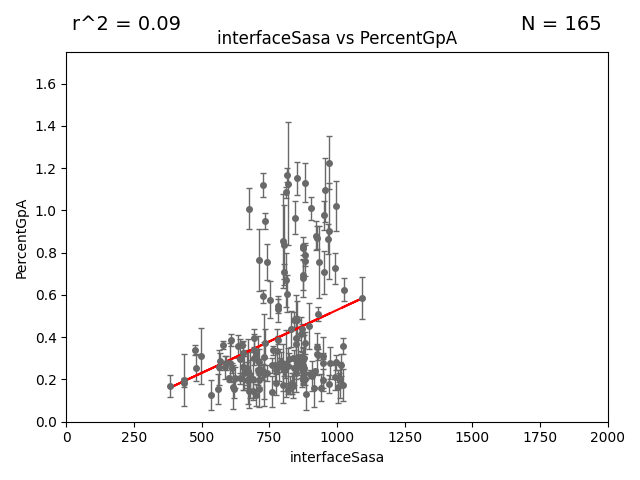 r^2 = 0.09
N = 165
interfaceSasa vs PercentGpA
1.6
1.4
1.2
1.0
0.8
0.6
0.4
0.2
0.0
PercentGpA
0 250 500 750 1000 1250 1500 1750 2000
interfaceSasa